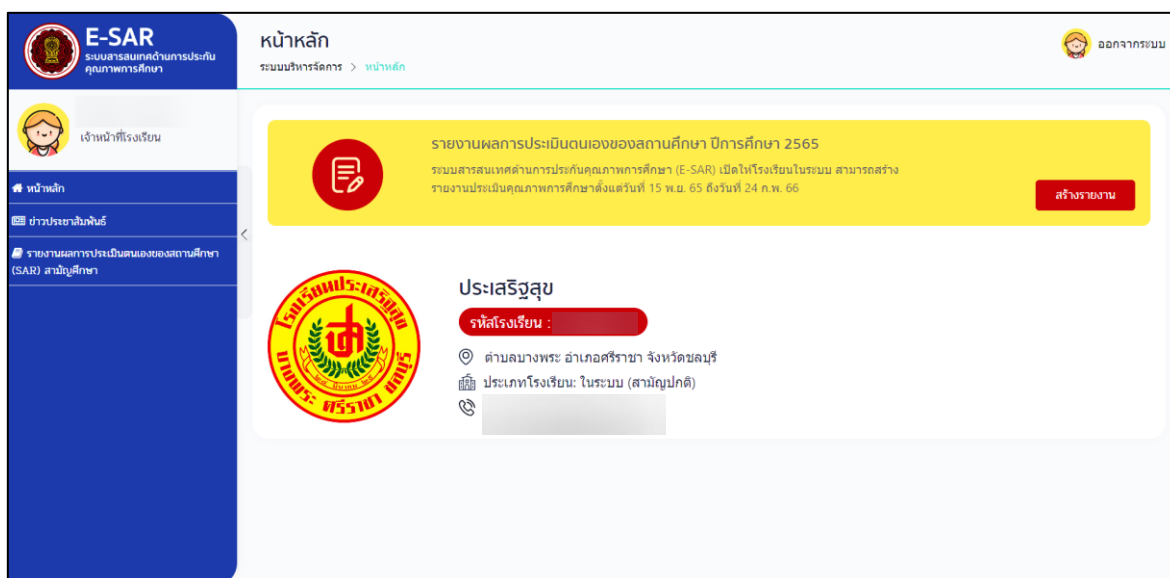 E-SAR
ระบบสารสนเทศด้านการประกัน
คุณภาพการศึกษา
เจ้าหน้าที่โรงเรียน
หน้าหลัก
ข่าวประชาสัมพันธ์
รายงานผลการประเมินตนเองของสถานศึกษา
(SAR) สามัญศึกษา
หน้าหลัก
ระบบบริหารจัดการ > หน้าหลัก
ออกจากระบบ
รายงานผลการประเมินตนเองของสถานศึกษา ปีการศึกษา 2565
ระบบสารสนเทศด้านการประกันคุณภาพการศึกษา (E-SAR) เปิดให้โรงเรียนในระบบ สามารถสร้าง
รายงานประเมินคุณภาพการศึกษาตั้งแต่วันที่ 15 พ.ย. 65 ถึงวันที่ 24 ก.พ. 66
สร้างรายงาน
โรงเรียนประเสริฐสุข
บางพระ ศรีราชา ชลบุรี
ประเสริฐสุข
รหัสโรงเรียน :
ตำบลบางพระ อำเภอศรีราชา จังหวัดชลบุรี
ประเภทโรงเรียน: ในระบบ (สามัญปกติ)